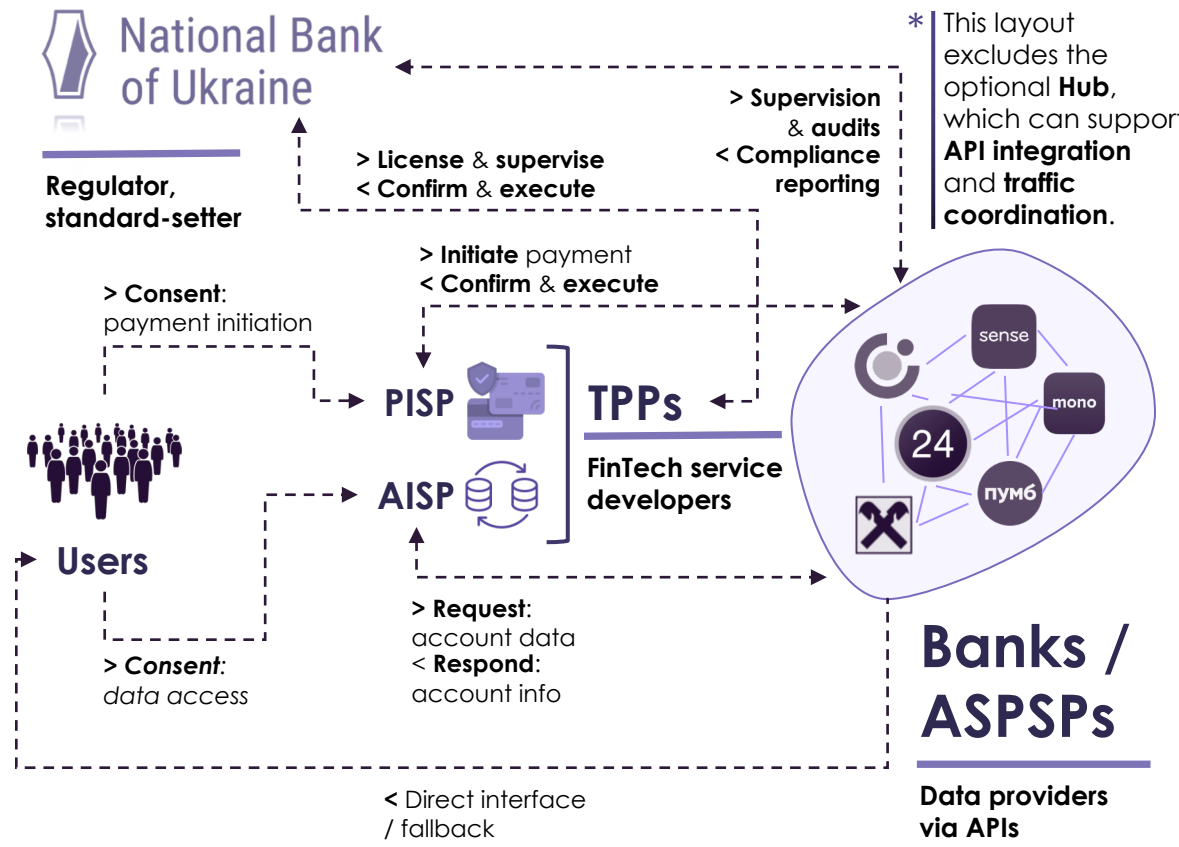 National Bank
of Ukraine
Regulator,
standard-setter
> License & supervise
< Confirm & execute
> Supervision
& audits
< Compliance
reporting
* This layout
excludes the
optional Hub,
which can support
API integration
and traffic
coordination.
> Initiate payment
< Confirm & execute
> Consent:
payment initiation
PISP
AISP
TPPs
FinTech service
developers
sense
mono
24
пумб
Users
> Consent:
data access
> Request:
account data
< Respond:
account info
Banks /
ASPSPs
Data providers
via APIs
< Direct interface
/ fallback